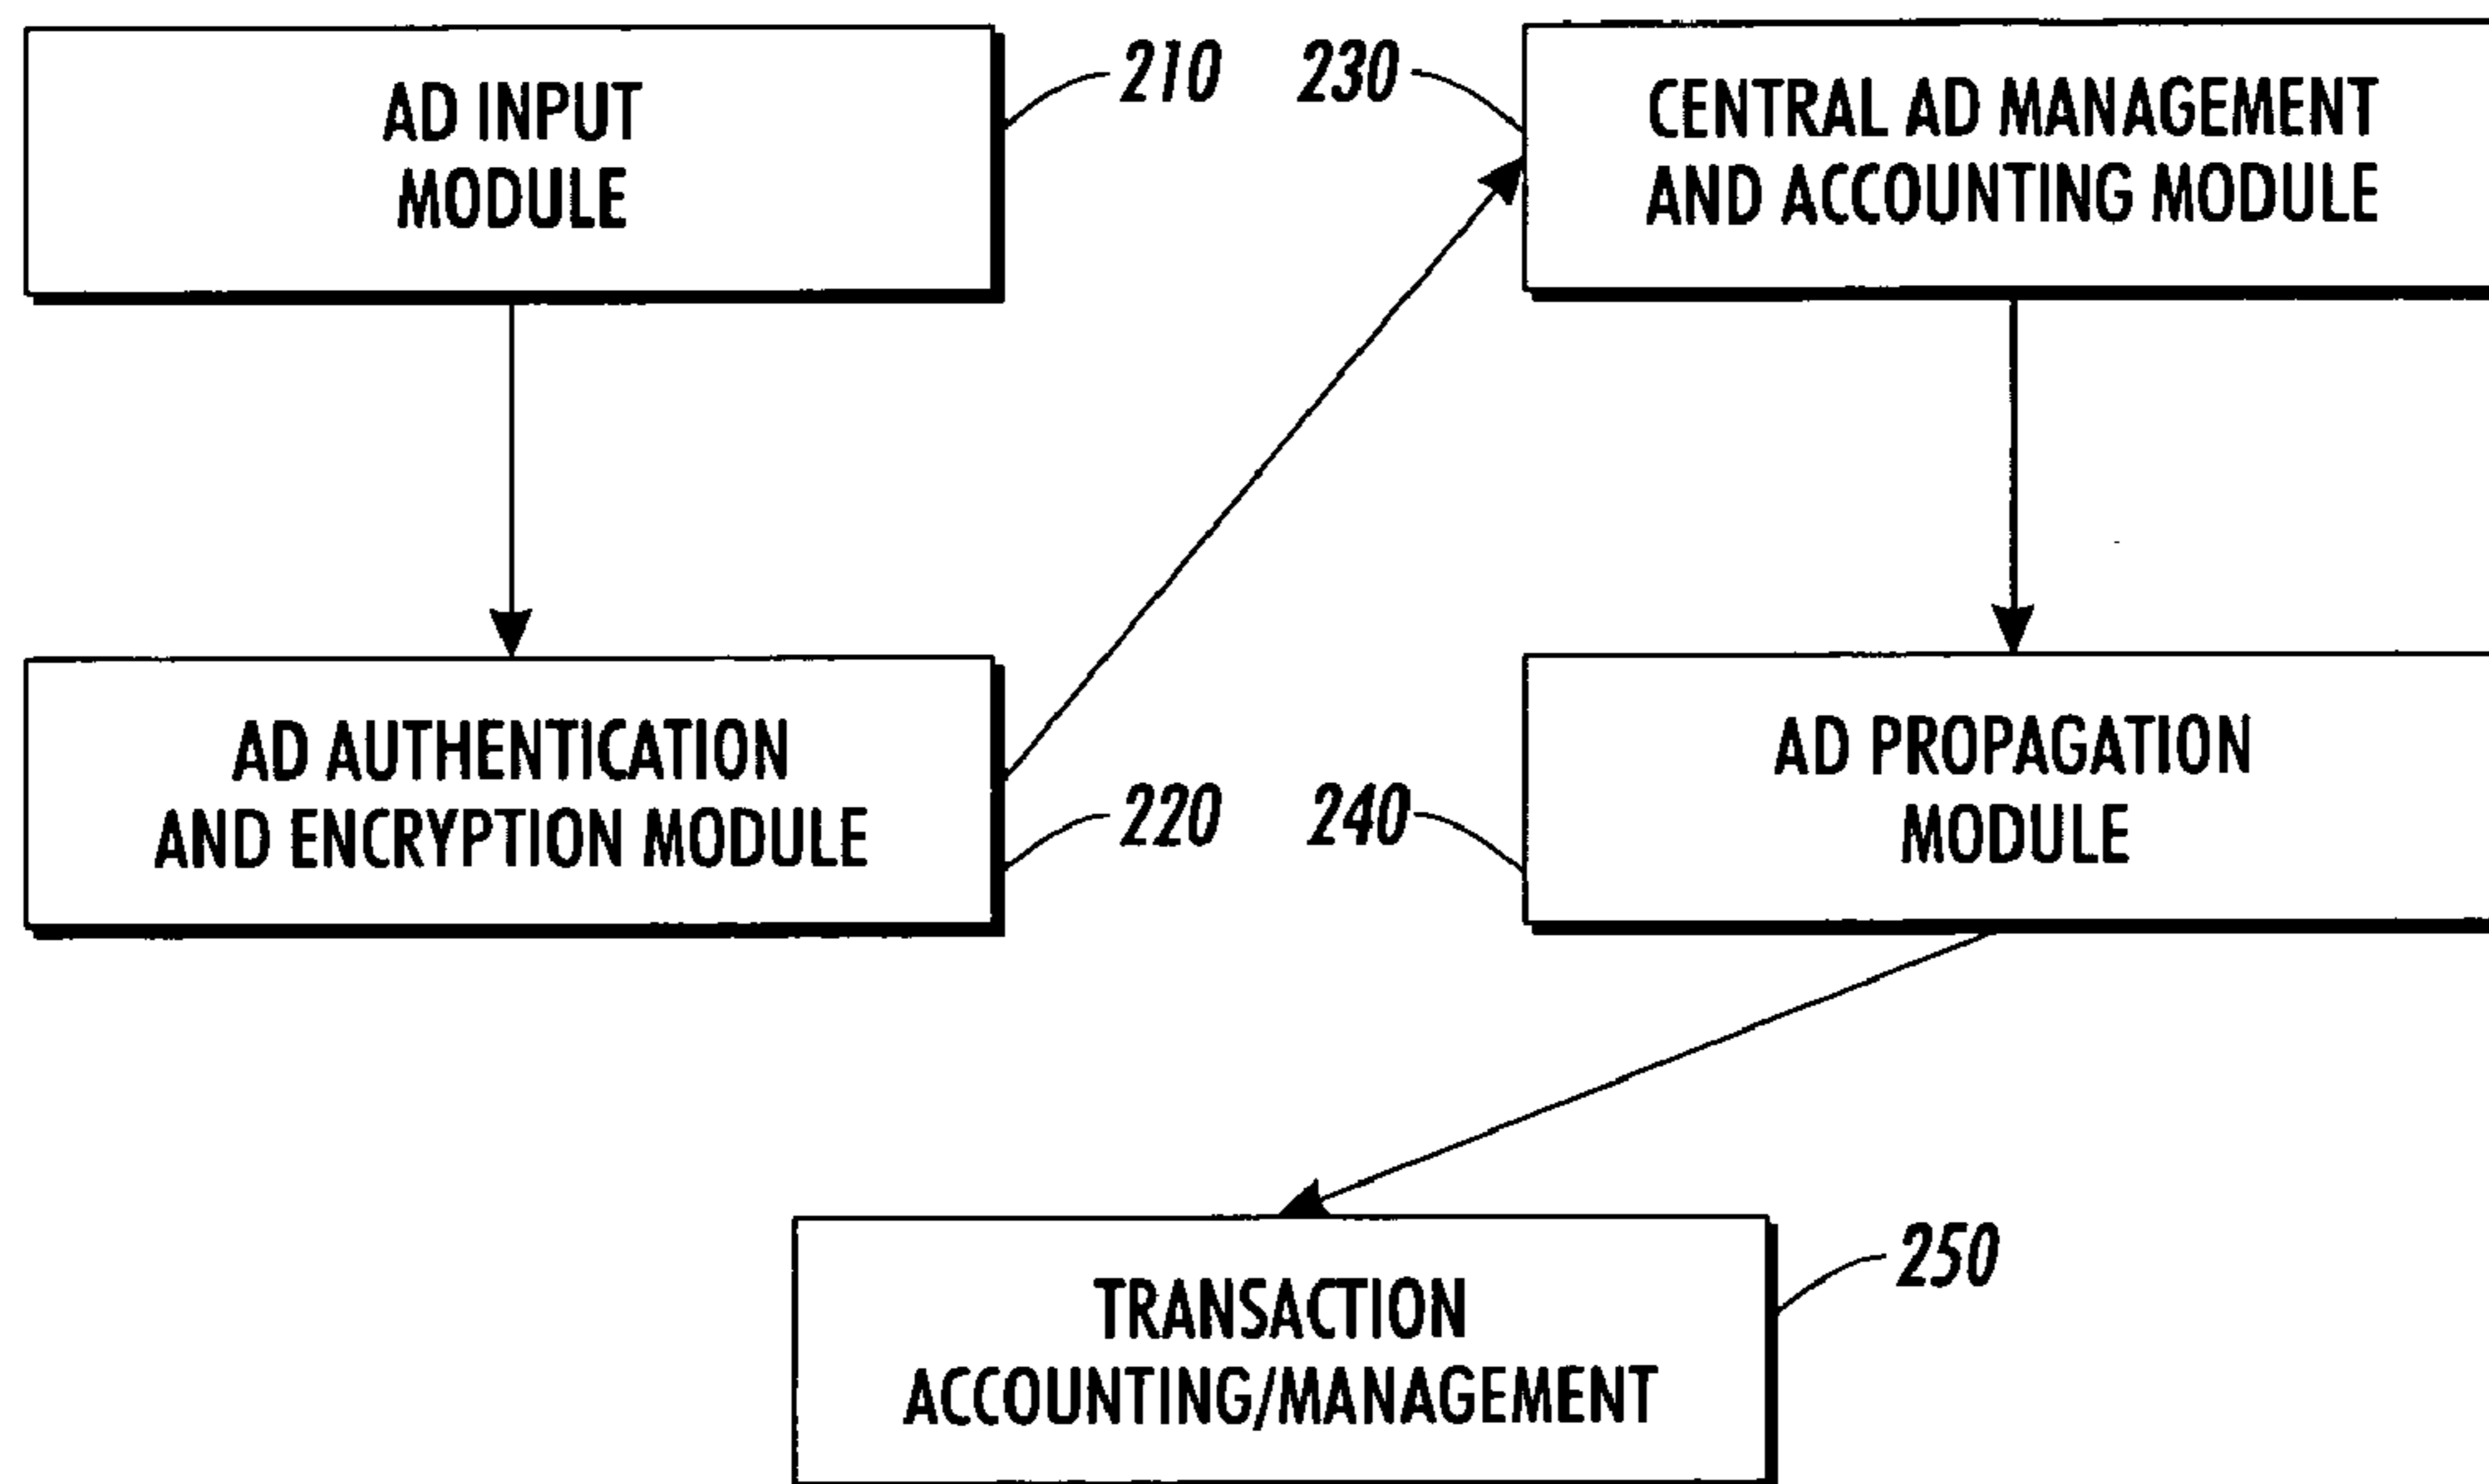 AD INPUT
MODULE
210
230
CENTRAL AD MANAGEMENT
AND ACCOUNTING MODULE
AD AUTHENTICATION
AND ENCRYPTION MODULE
220
240
AD PROPAGATION
MODULE
TRANSACTION
ACCOUNTING/MANAGEMENT
250